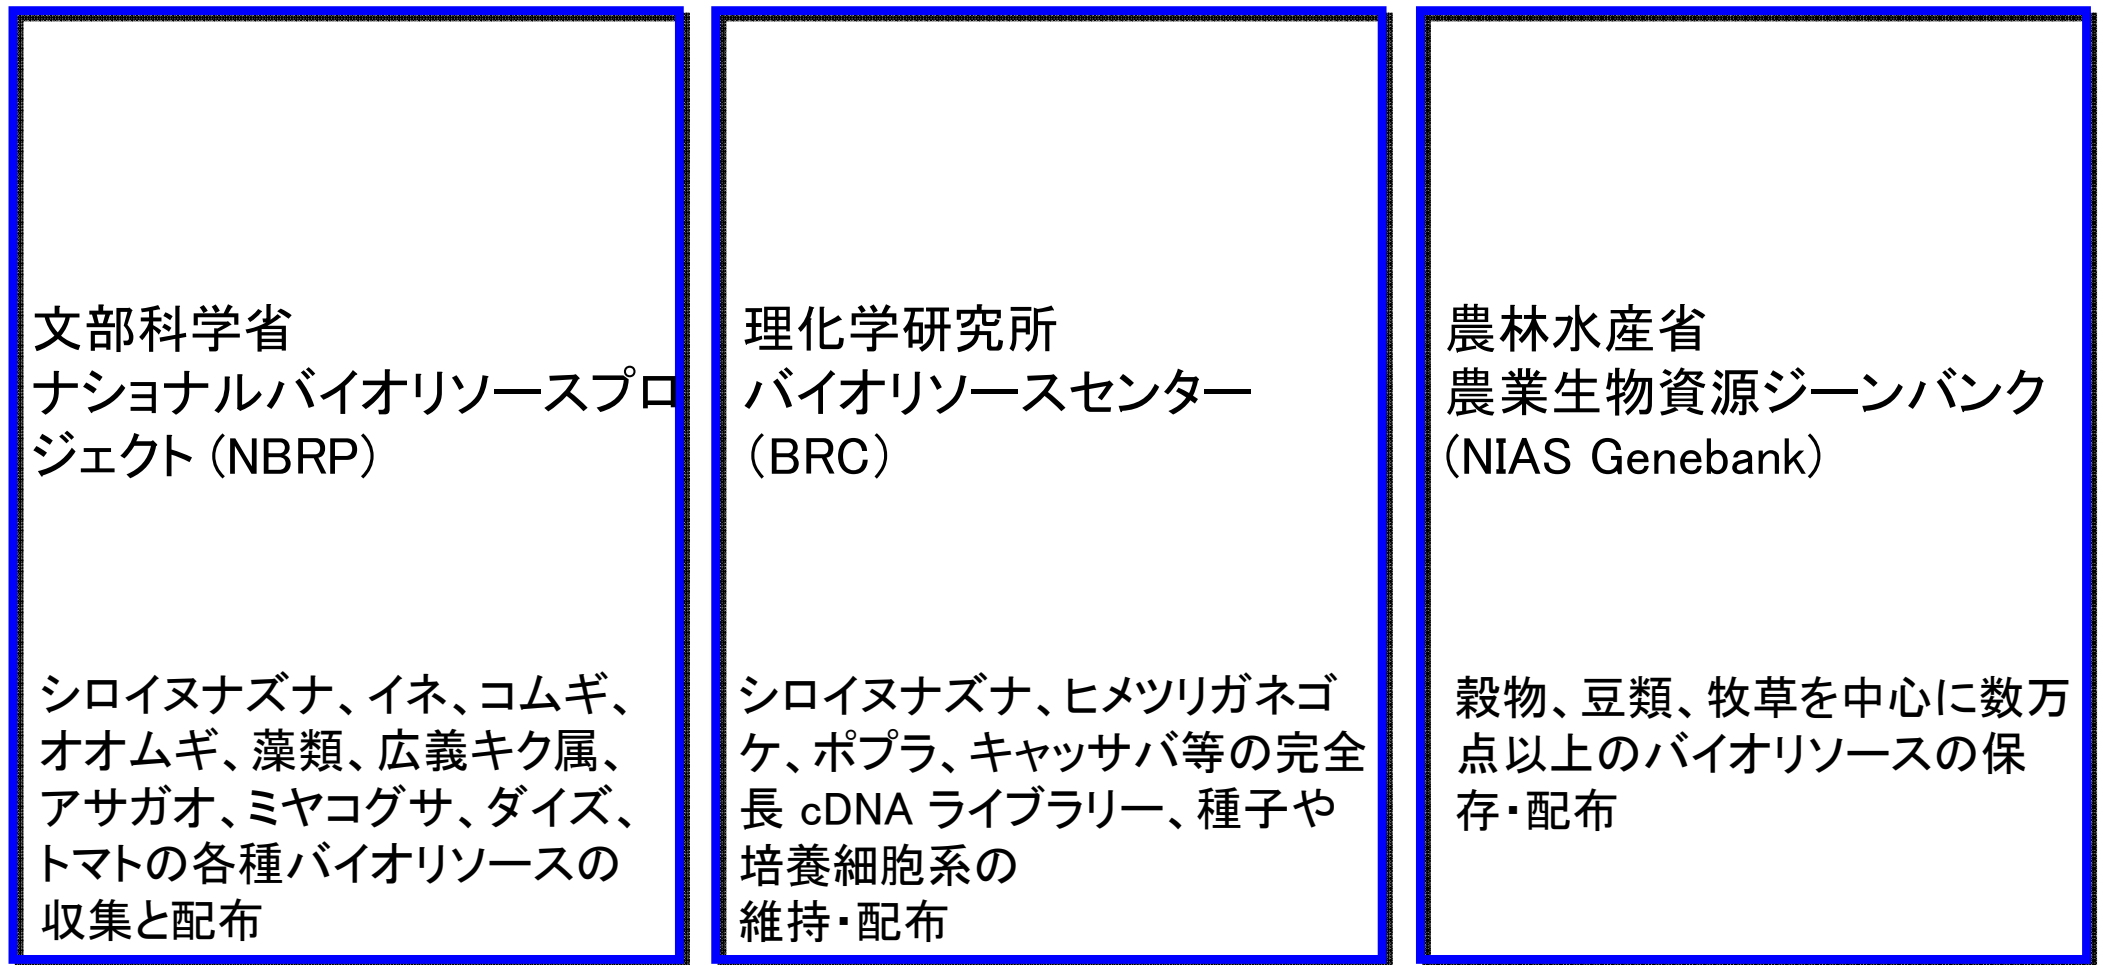 文部科学省
ナショナルバイオリソースプロ
ジェクト(NBRP)
シロイヌナズナ、イネ、コムギ、
オオムギ、藻類、広義キク属、
アサガオ、ミヤコグサ、ダイズ、
トマトの各種バイオリソースの
収集と配布
理化学研究所
バイオリソースセンター
(BRC)
シロイヌナズナ、ヒメツリガネゴ
ケ、ポプラ、キャッサバ等の完全
長 cDNA ライブラリー、種子や
培養細胞系の
維持・配布
農林水産省
農業生物資源ジーンバンク
(NIAS Genebank)
穀物、豆類、牧草を中心に数万
点以上のバイオリソースの保
存・配布